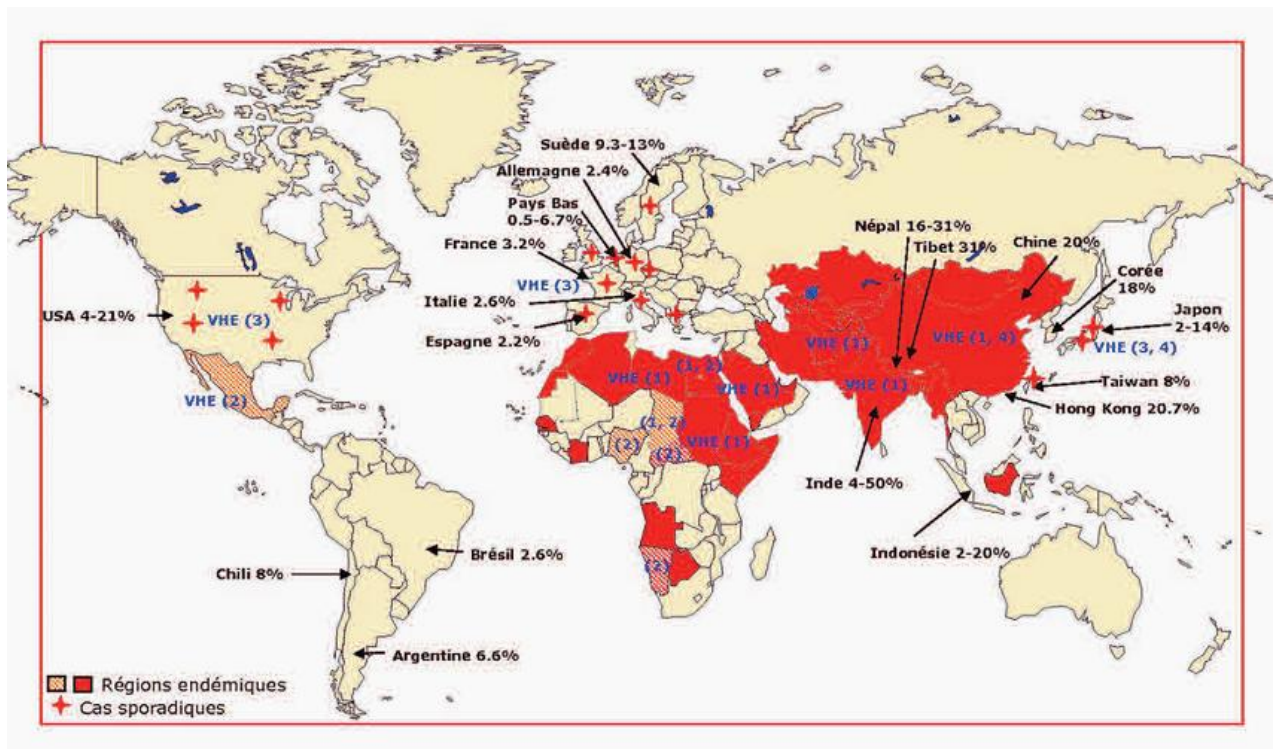 Suède 9.3-13%
Allemagne 2.4%
Pays Bas
0.5-6.7%
France 3.2%
VHE (3)
Italie 2.6%
Espagne 2.2%
USA 4-21%
VHE (3)
VHE (2)
Népal 16-31%
Tibet 31%
Chine 20%
Corée
18%
Japon
2-14%
VHE (3, 4)
Taiwan 8%
Hong Kong 20.7%
VHE (1)
VHE (1, 4)
VHE (1)
VHE (1)
(1, 2)
VHE (1)
(1, 2)
(2)
(2)
VHE (1)
Inde 4-50%
Indonésie 2-20%
(2)
Brésil 2.6%
Chili 8%
Argentine 6.6%
Régions endémiques
Cas sporadiques